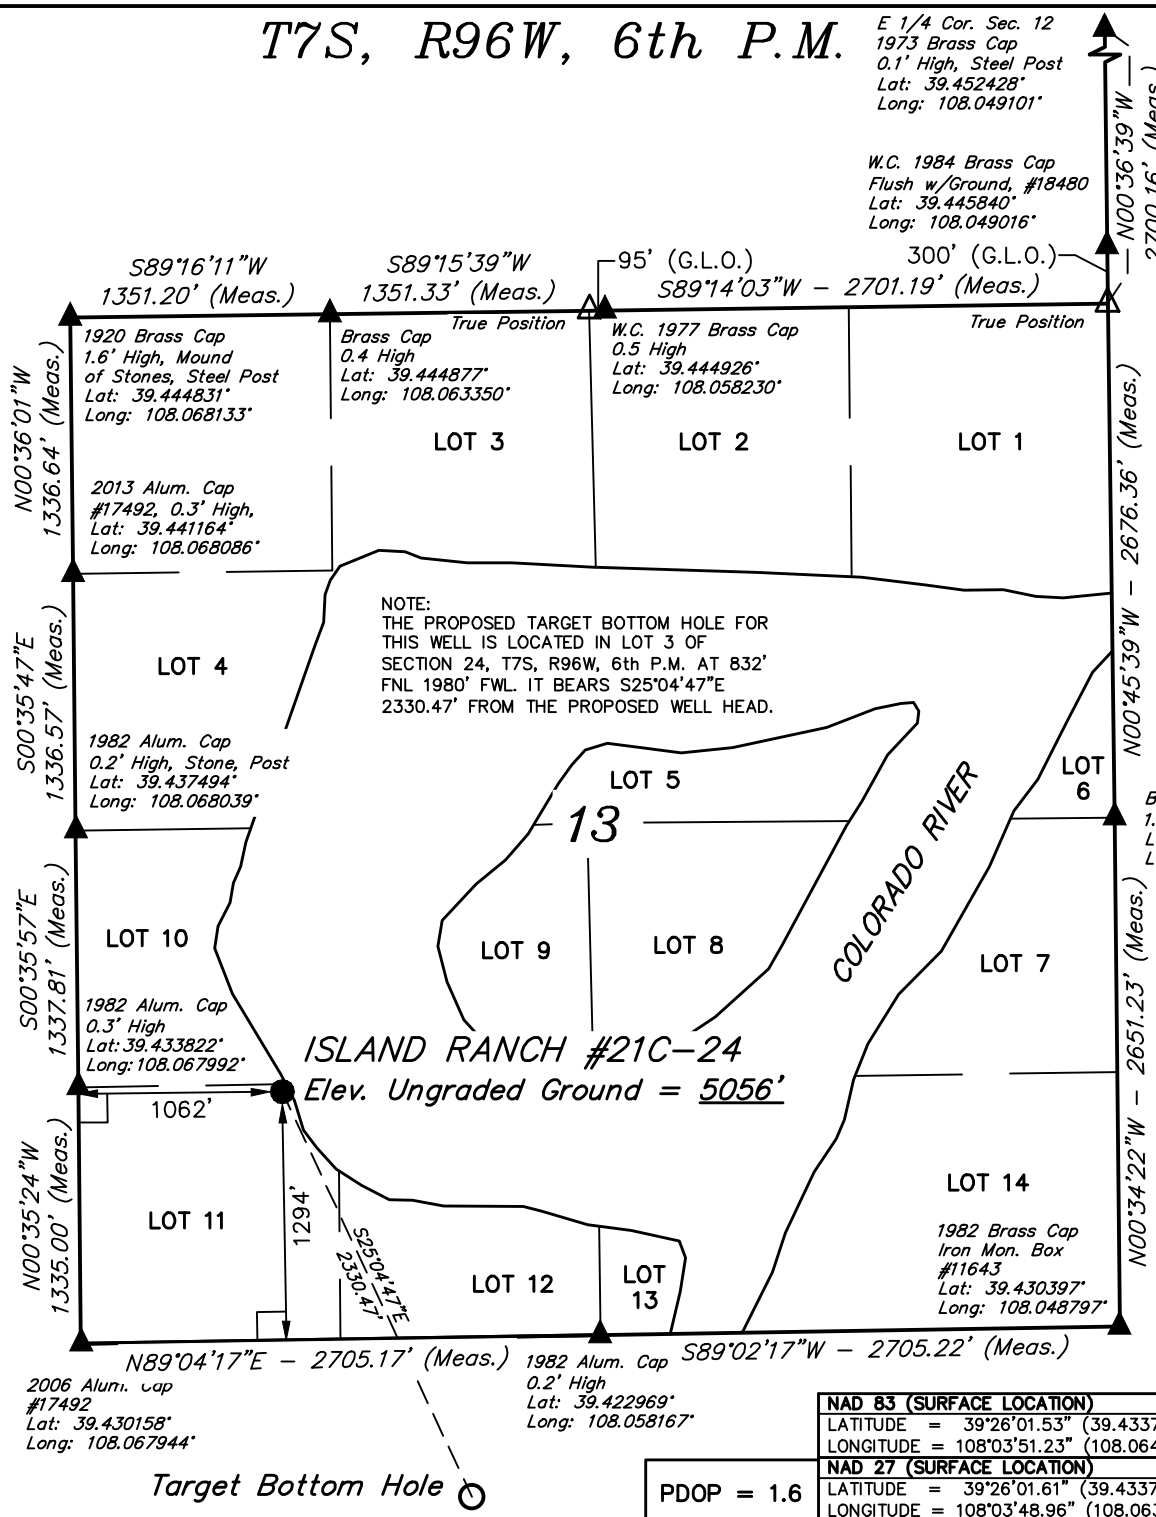 T7S, R96W, 6th P.M.
E 1/4 Cor. Sec. 12
1973 Brass Cap
0.1' High, Steel Post
Lat: 39.452428°
Long: 108.049101°
N00°36'39"W
2700.16' (Meas.)
W.C. 1984 Brass Cap
Flush w/Ground, #18480
Lat: 39.445840°
Long: 108.049016°
S89°16'11"W
1351.20' (Meas.)
S89°15'39"W
1351.33' (Meas.)
95' (G.L.O.)
300' (G.L.O.)
S89°14'03"W – 2701.19' (Meas.)
1920 Brass Cap
1.6' High, Mound
of Stones, Steel Post
Lat: 39.444831°
Long: 108.068133°
True Position
Brass Cap
0.4 High
Lat: 39.444877°
Long: 108.063350°
W.C. 1977 Brass Cap
0.5 High
Lat: 39.444926°
Long: 108.058230°
True Position
N00°36'01"W
1336.64' (Meas.)
LOT 3
LOT 2
LOT 1
N00°45'39"W – 2676.36' (Meas.)
2013 Alum. Cap
#17492, 0.3' High,
Lat: 39.441164°
Long: 108.068086°
NOTE:
THE PROPOSED TARGET BOTTOM HOLE FOR
THIS WELL IS LOCATED IN LOT 3 OF
SECTION 24, T7S, R96W, 6th P.M. AT 832'
FNL 1980' FWL. IT BEARS S25°04'47"E
2330.47' FROM THE PROPOSED WELL HEAD.
S00°35'47"E
1336.57' (Meas.)
LOT 4
1982 Alum. Cap
0.2' High, Stone, Post
Lat: 39.437494°
Long: 108.068039°
LOT 5
LOT
6
13
COLORADO RIVER
S00°35'57"E
1337.81' (Meas.)
LOT 10
LOT 9
LOT 8
LOT 7
N00°34'22"W – 2651.23' (Meas.)
1982 Alum. Cap
0.3' High
Lat: 39.433822°
Long: 108.067992°
ISLAND RANCH #21C–24
Elev. Ungraded Ground = 5056'
1062'
1294'
N00°35'24"W
1335.00' (Meas.)
LOT 11
S25°04'47"E
2330.47'
LOT 12
LOT
13
LOT 14
1982 Brass Cap
Iron Mon. Box
#11643
Lat: 39.430397°
Long: 108.048797°
N89°04'17"E – 2705.17' (Meas.)
S89°02'17"W – 2705.22' (Meas.)
2006 Alum. Cap
#17492
Lat: 39.430158°
Long: 108.067944°
1982 Alum. Cap
0.2' High
Lat: 39.422969°
Long: 108.058167°
Target Bottom Hole
PDOP = 1.6
NAD 83 (SURFACE LOCATION)
LATITUDE = 39°26'01.53" (39.4337
LONGITUDE = 108°03'51.23" (108.064
NAD 27 (SURFACE LOCATION)
LATITUDE = 39°26'01.61" (39.4337
LONGITUDE = 108°03'48.96" (108.063